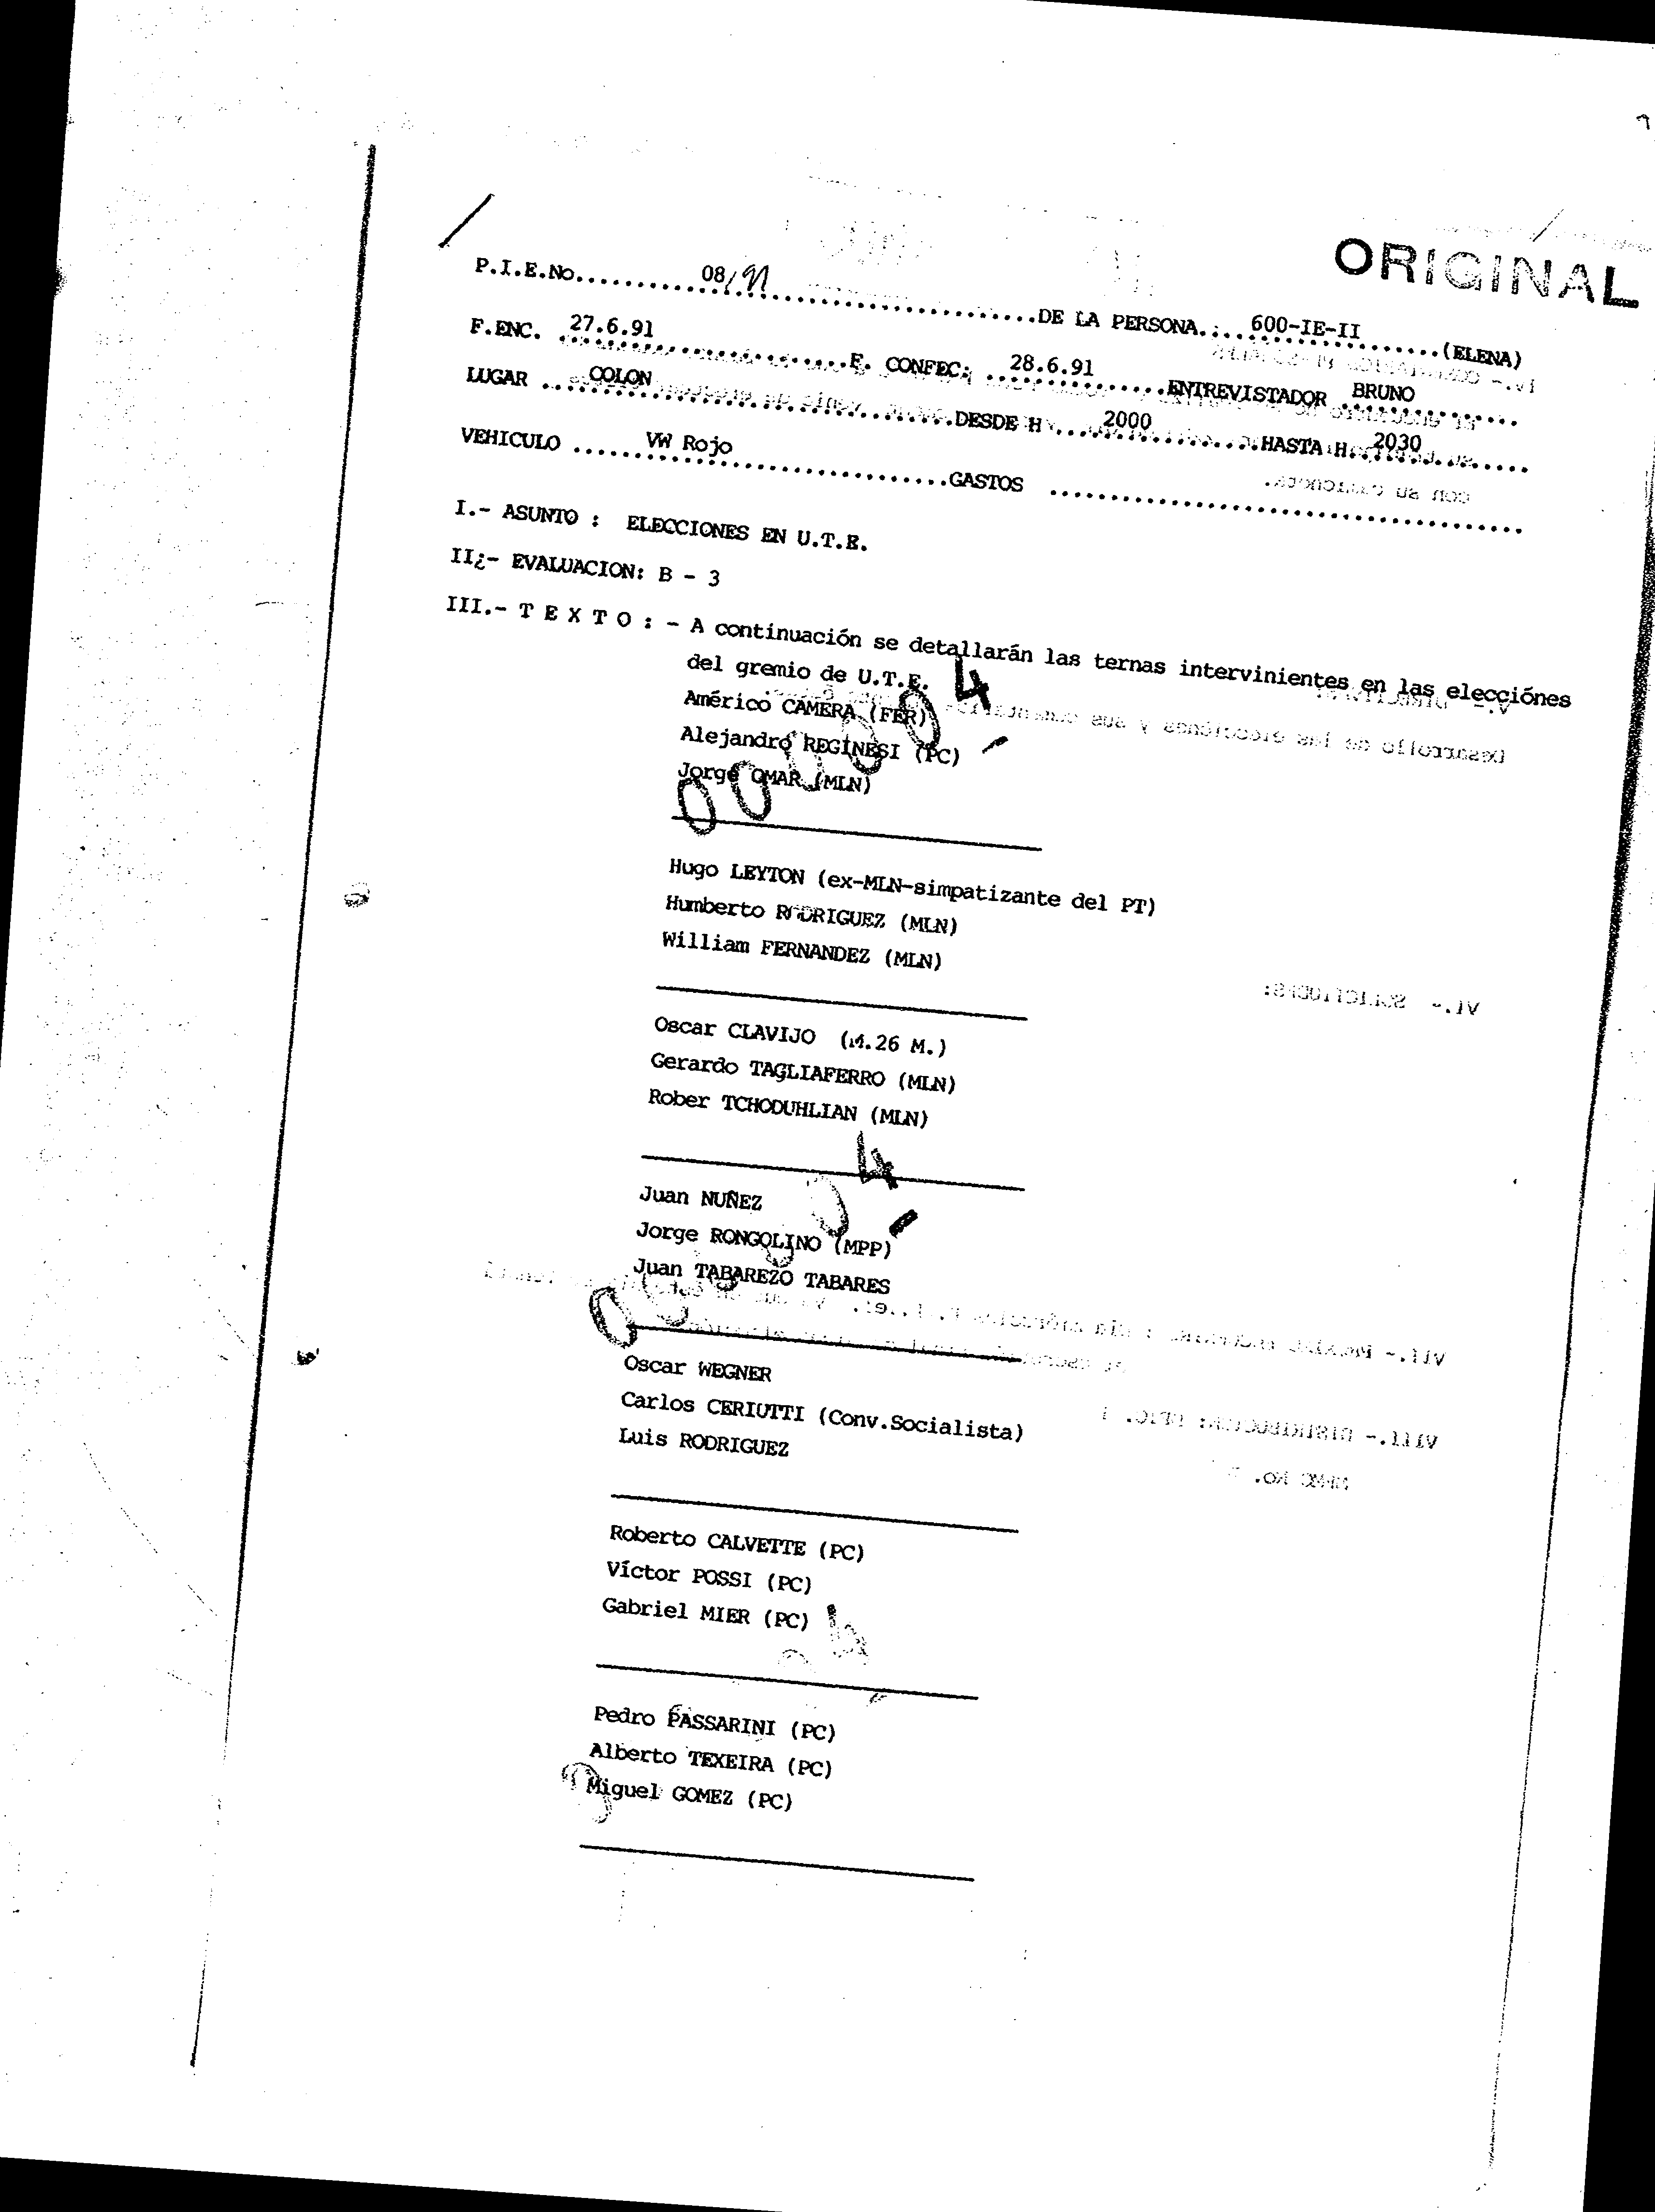 ORIGINAL
P.I.E.No. 08/91 DE LA PERSONA 600-IE-II (ELENA)
F.ENC. 27.6.91 F. CONFEC: 28.6.91 ENTREVISTADOR BRUNO
LUGAR COLON DESDE H 2000 HASTA H. 2030
VEHICULO VW Rojo GASTOS
I.- ASUNTO : ELECCIONES EN U.T.E.
II¿- EVALUACION: B - 3
III.- T E X T O : - A continuación se detallarán las ternas intervinientes en las elecciónes
del gremio de U.T.E.
Américo CAMERA (FER)
Alejandro REGINESI (PC)
Jorge OMAR (MLN)
000004
Hugo LEYTON (ex-MLN-simpatizante del PT)
Humberto RODRIGUEZ (MLN)
William FERNANDEZ (MLN)
Oscar CLAVIJO (M.26 M.)
Gerardo TAGLIAFERRO (MLN)
Rober TCHODUHLIAN (MLN)
Juan NUÑEZ
Jorge RONGOLINO (MPP)
Juan TABAREZO TABARES
Oscar WEGNER
Carlos CERIUTTI (Conv.Socialista)
Luis RODRIGUEZ
Roberto CALVETTE (PC)
Víctor POSSI (PC)
Gabriel MIER (PC)
Pedro PASSARINI (PC)
Alberto TEXEIRA (PC)
Miguel GOMEZ (PC)